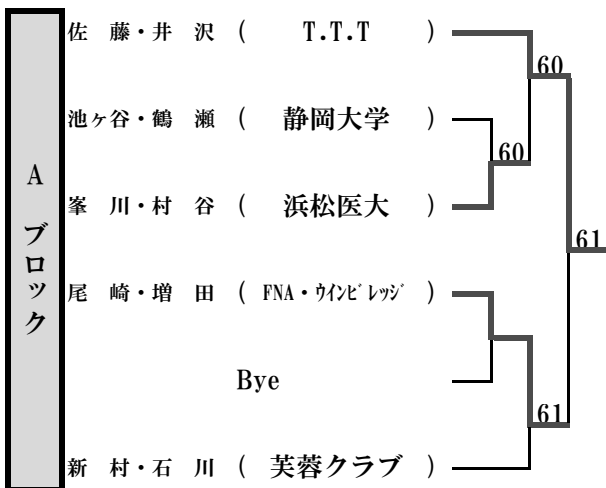 A ブロック
佐 藤・井 沢 ( T.T.T )
60
池ヶ谷・鶴 瀬 ( 静岡大学 )
60
峯 川・村 谷 ( 浜松医大 )
61
尾 崎・増 田 ( FNA・ウインビレッジ )
Bye
61
新 村・石 川 ( 芙蓉クラブ )